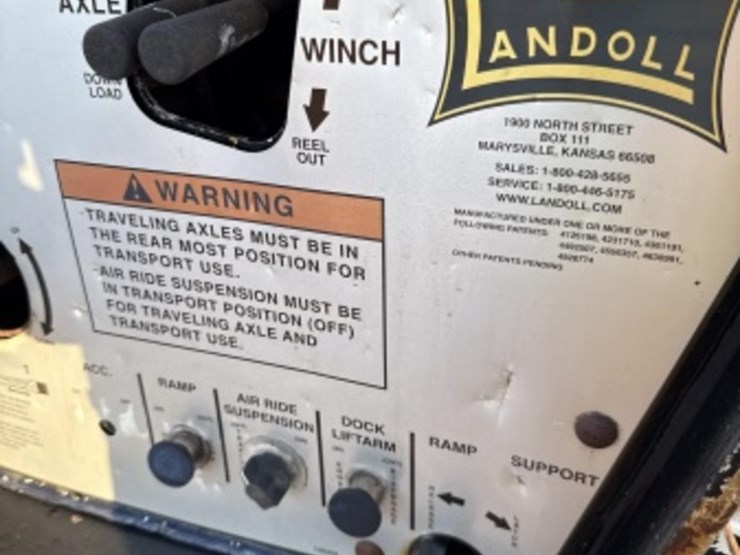 AXLE
DOWN
LOAD
WINCH
REEL
OUT
LANDOLL
1900 NORTH STREET
BOX 111
MARYSVILLE, KANSAS 66508
SALES: 1-800-428-5655
SERVICE: 1-800-446-5175
WWW.LANDOLL.COM
MANUFACTURED UNDER ONE OR MORE OF THE
FOLLOWING PATENTS:
OTHER PATENTS PENDING
WARNING
-TRAVELING AXLES MUST BE IN
THE REAR MOST POSITION FOR
TRANSPORT USE.
-AIR RIDE SUSPENSION MUST BE
IN TRANSPORT POSITION (OFF)
FOR TRAVELING AXLE AND
TRANSPORT USE.
ACC.
RAMP
AIR RIDE
SUSPENSION
DOCK
LIFTARM
RAMP
SUPPORT